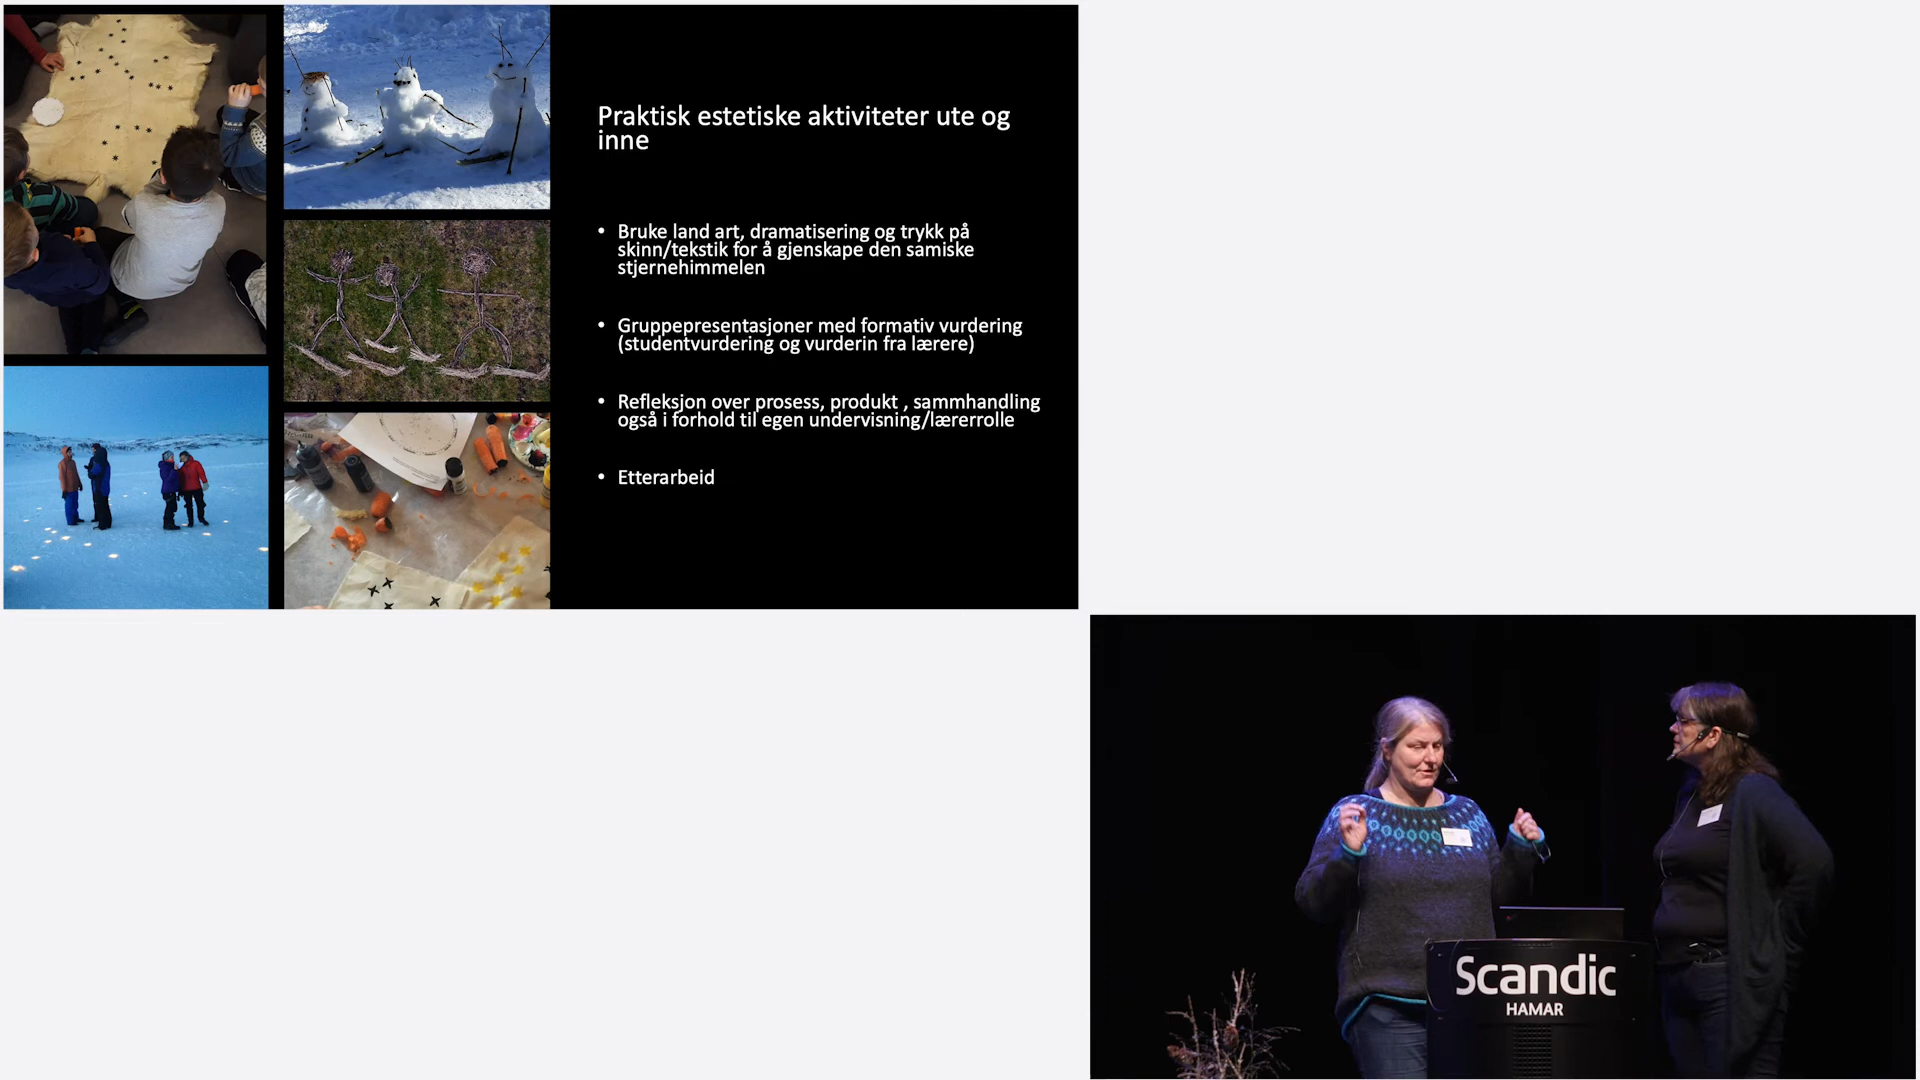 Praktisk estetiske aktiviteter ute og
inne
• Bruke land art, dramatisering og trykk på
skinn/tekstik for å gjenskape den samiske
stjernehimmelen
• Gruppepresentasjoner med formativ vurdering
(studentvurdering og vurderin fra lærere)
• Refleksjon over prosess, produkt , sammhandling
også i forhold til egen undervisning/lærerrolle
• Etterarbeid
Scandic
HAMAR